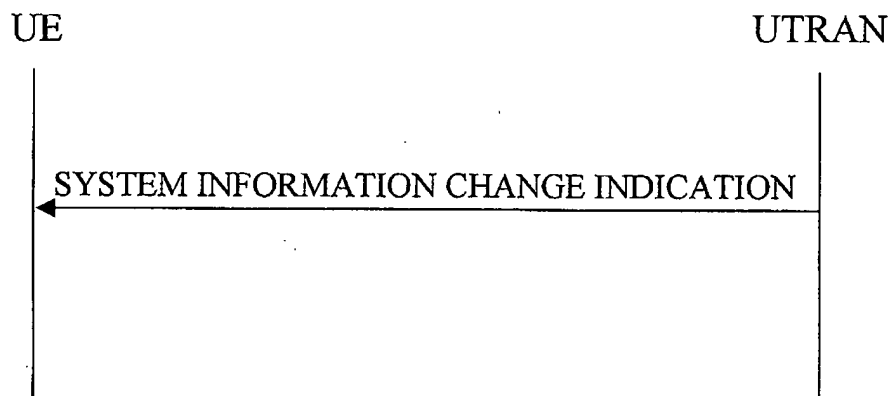 UE UTRAN
SYSTEM INFORMATION CHANGE INDICATION